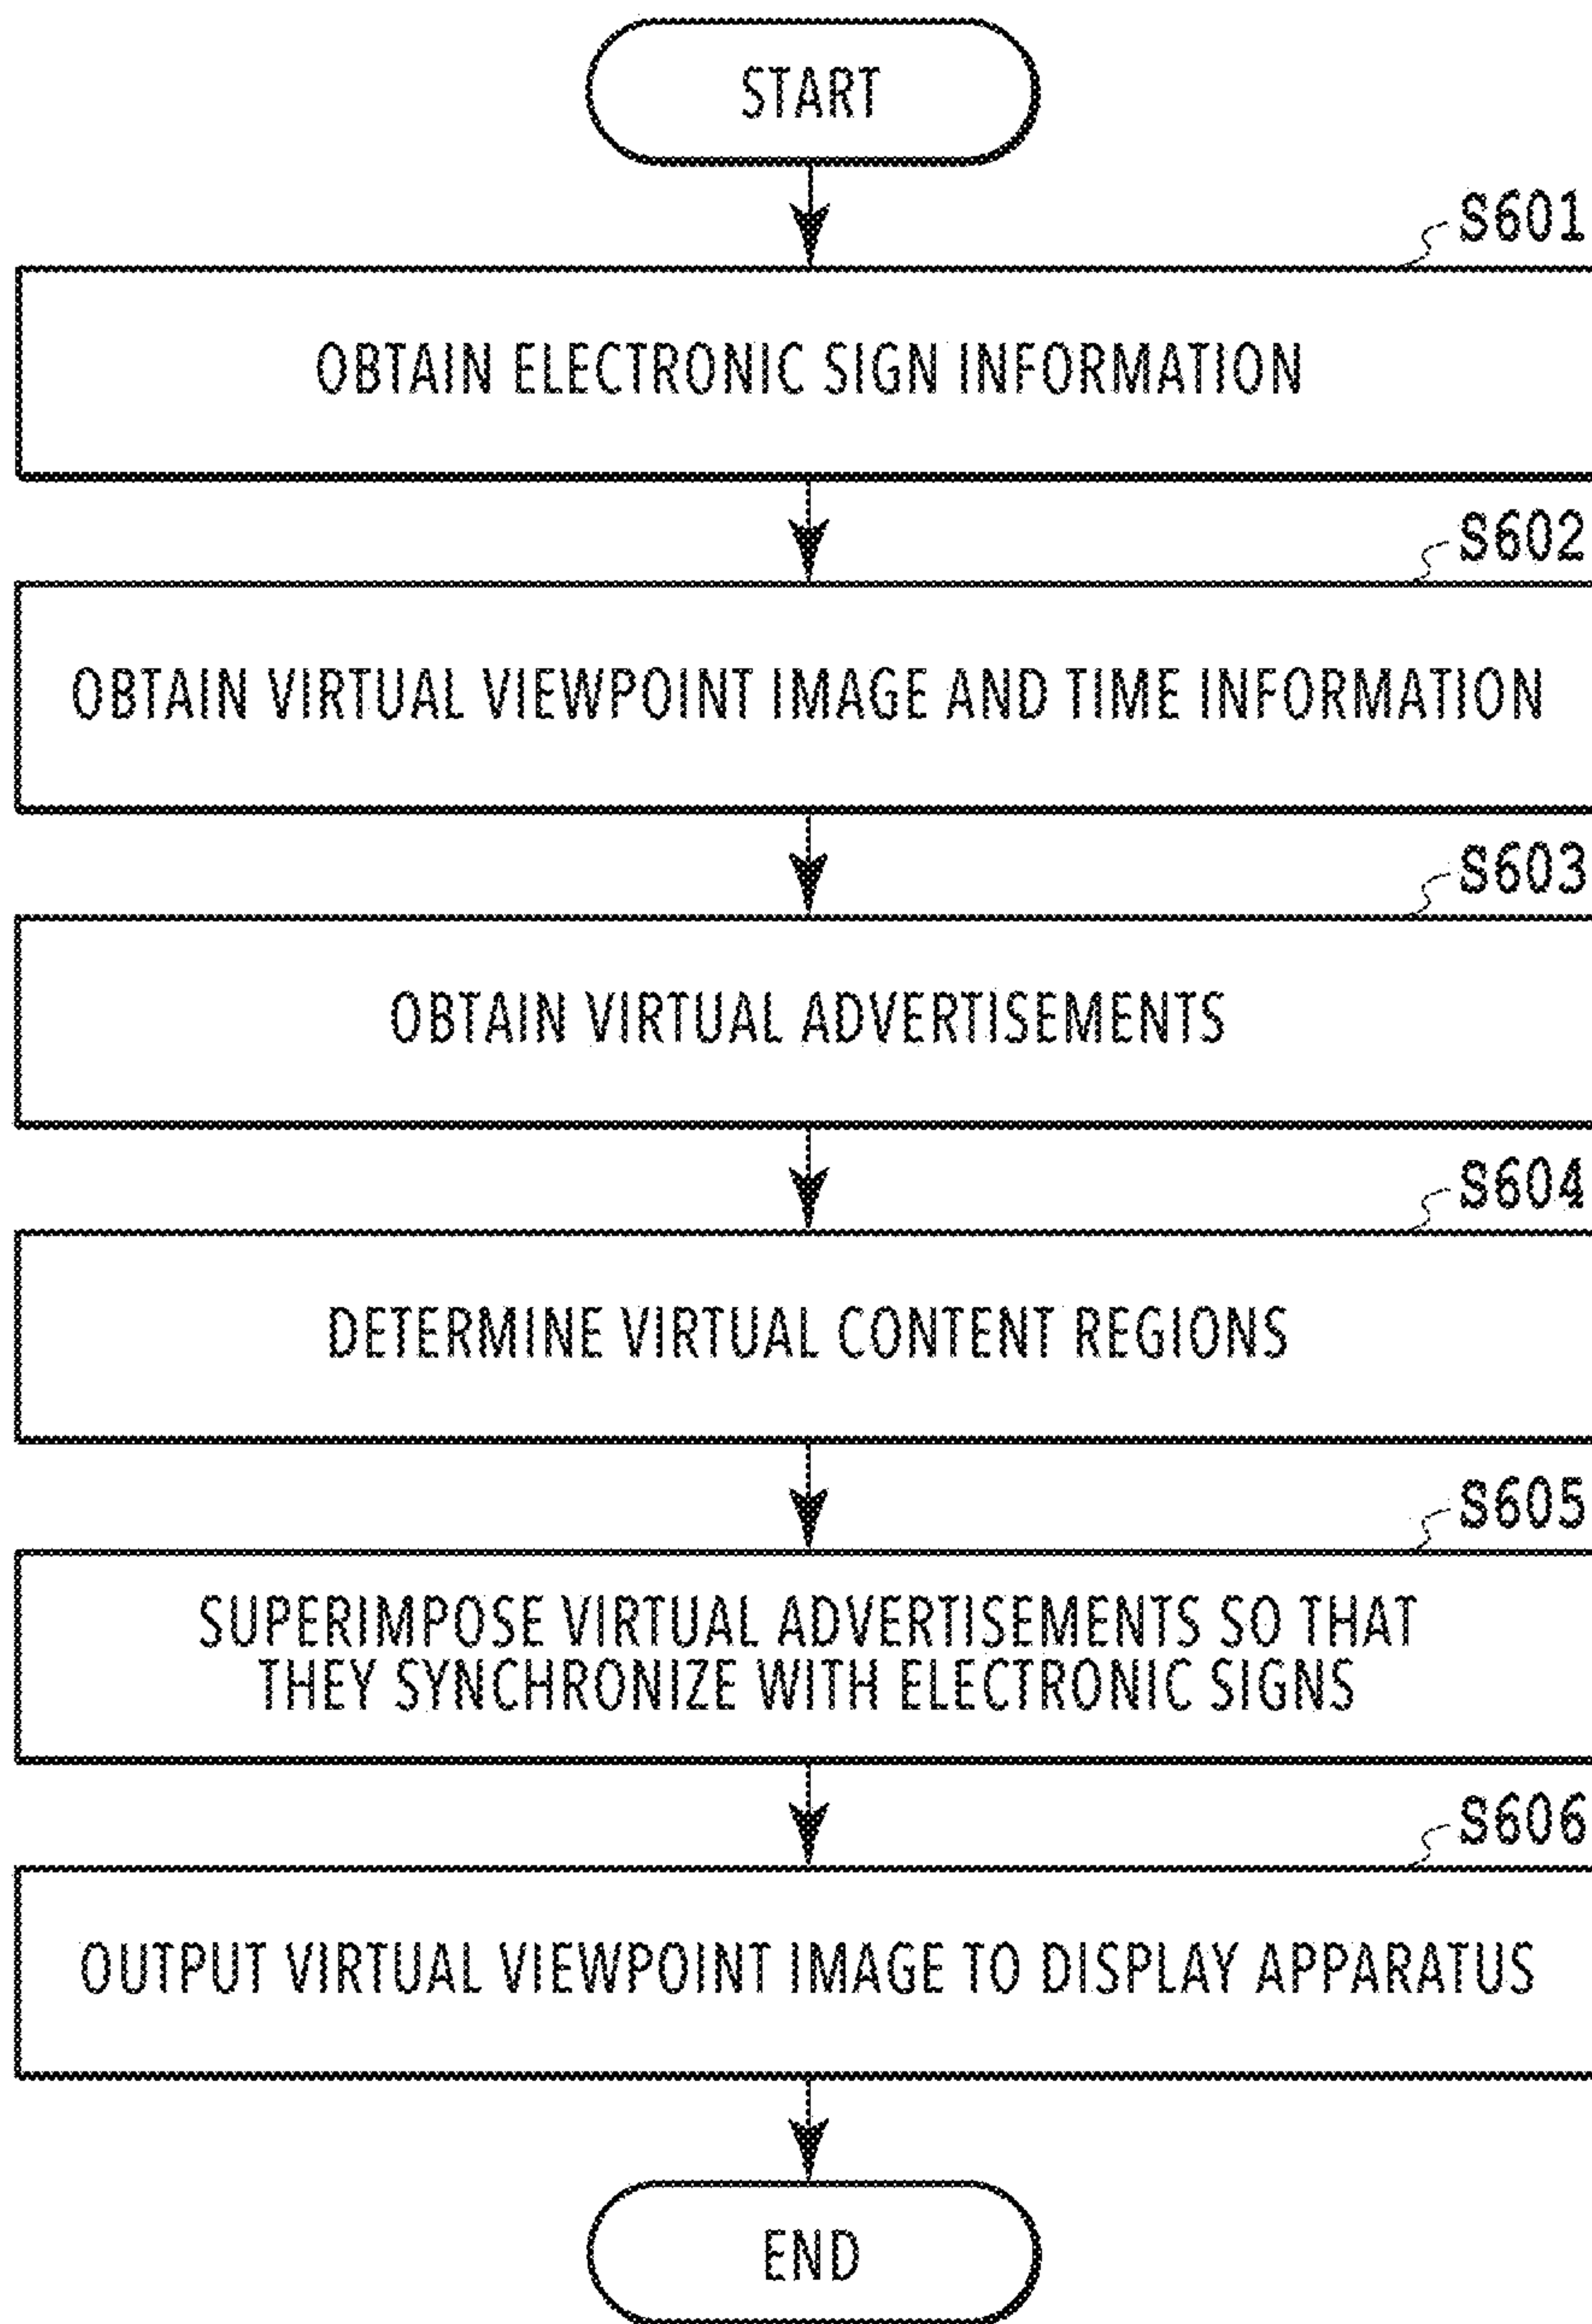 START
S601
OBTAIN ELECTRONIC SIGN INFORMATION
S602
OBTAIN VIRTUAL VIEWPOINT IMAGE AND TIME INFORMATION
S603
OBTAIN VIRTUAL ADVERTISEMENTS
S604
DETERMINE VIRTUAL CONTENT REGIONS
S605
SUPERIMPOSE VIRTUAL ADVERTISEMENTS SO THAT
THEY SYNCHRONIZE WITH ELECTRONIC SIGNS
S606
OUTPUT VIRTUAL VIEWPOINT IMAGE TO DISPLAY APPARATUS
END